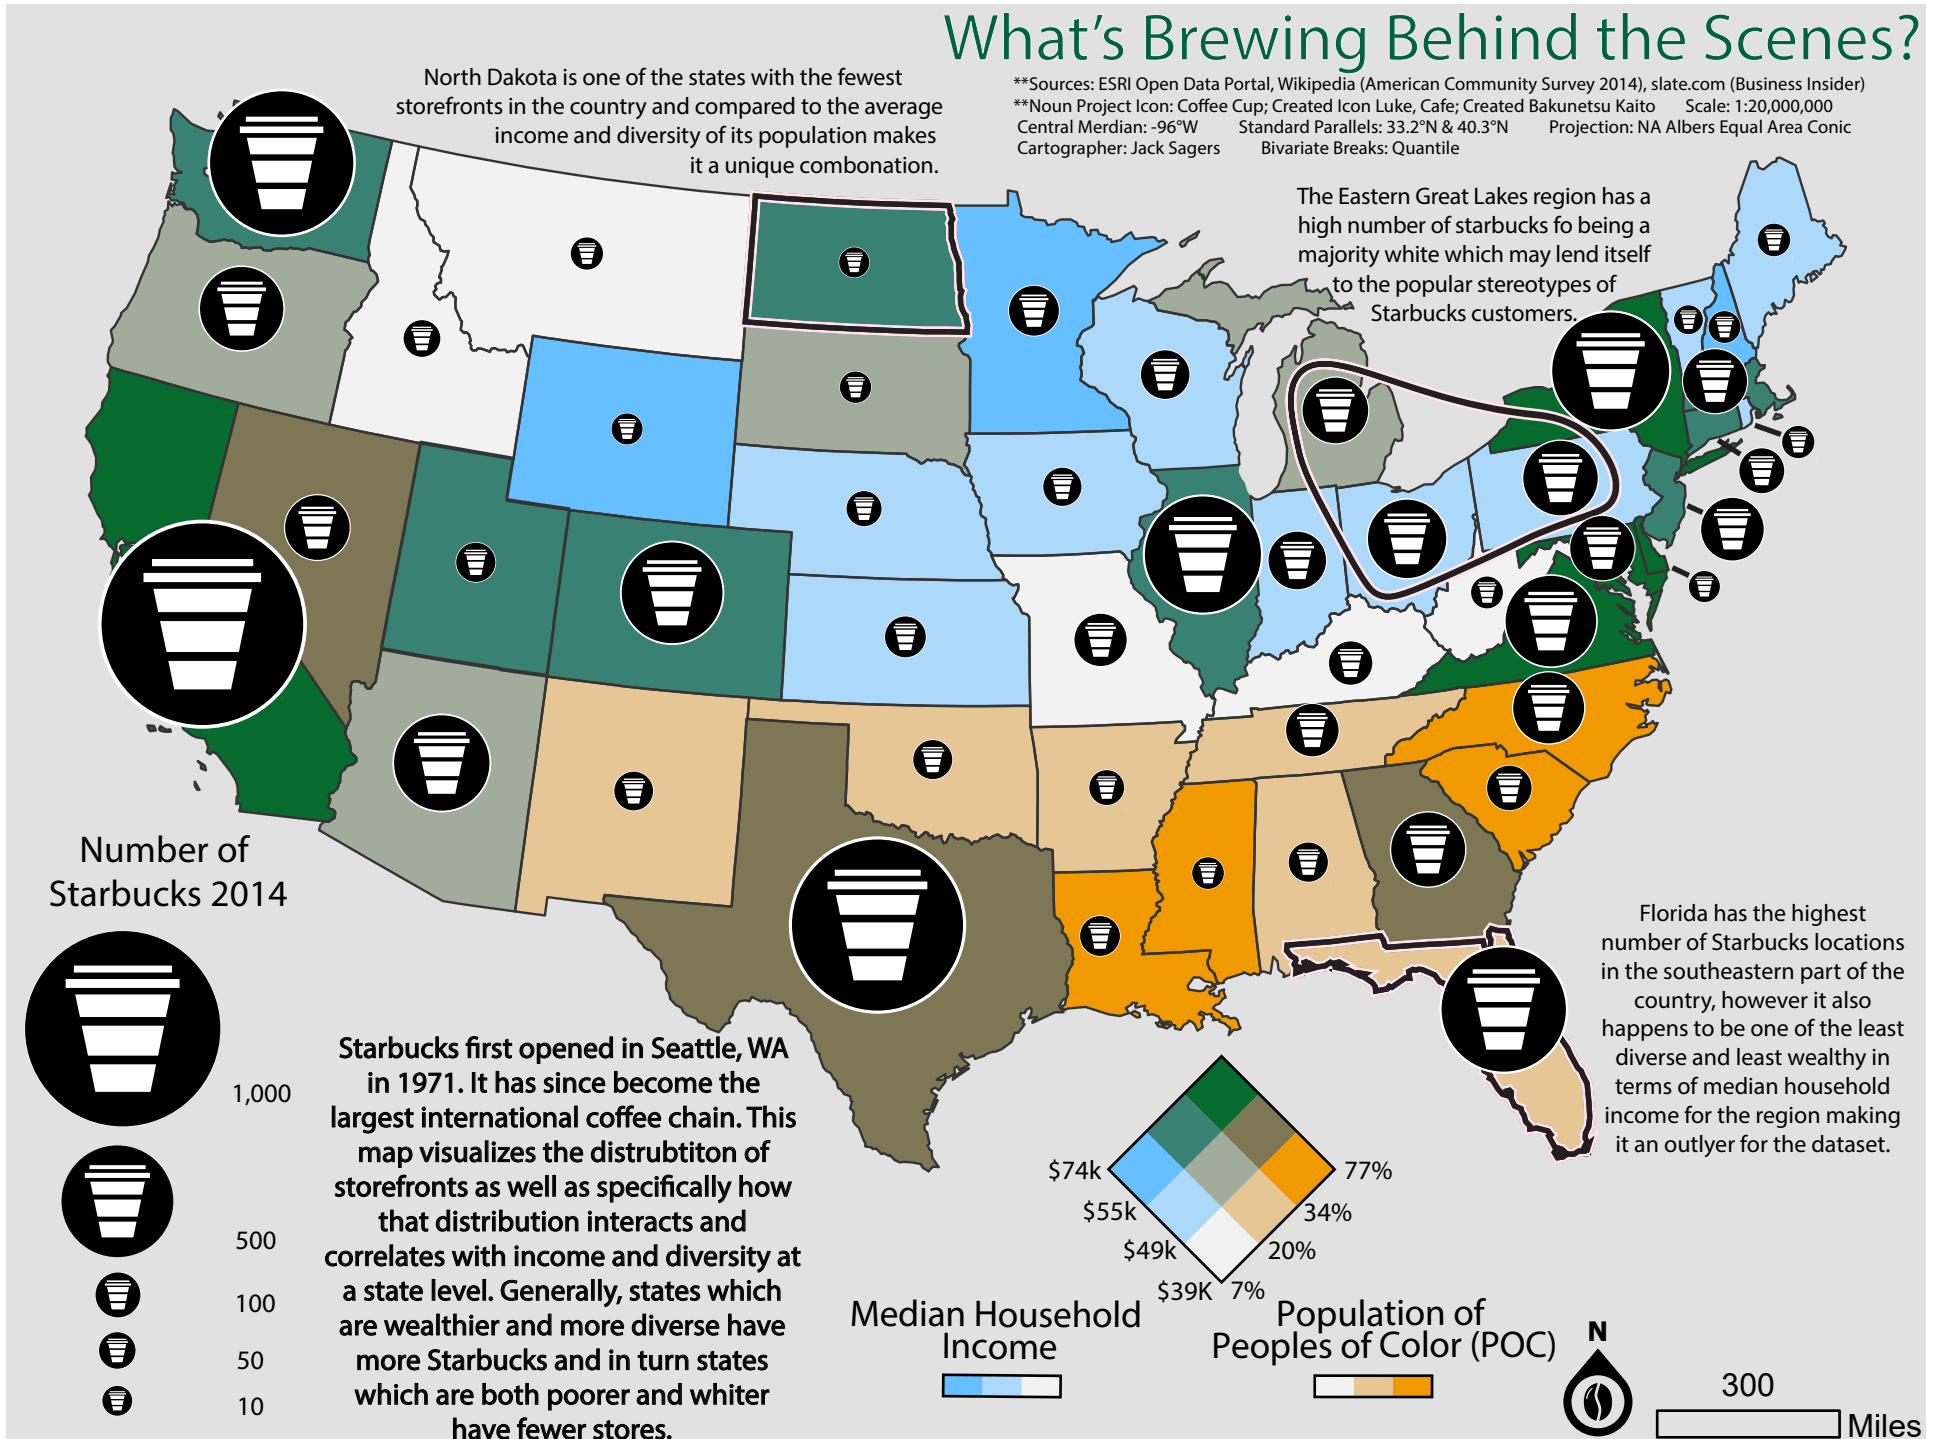 What's Brewing Behind the Scenes?
**Sources: ESRI Open Data Portal, Wikipedia (American Community Survey 2014), slate.com (Business Insider)
**Noun Project Icon: Coffee Cup; Created Icon Luke, Cafe; Created Bakunetsu Kaito Scale: 1:20,000,000
Central Merdian: -96°W Standard Parallels: 33.2°N & 40.3°N Projection: NA Albers Equal Area Conic
Cartographer: Jack Sagers Bivariate Breaks: Quantile
North Dakota is one of the states with the fewest
storefronts in the country and compared to the average
income and diversity of its population makes
it a unique combonation.
The Eastern Great Lakes region has a
high number of starbucks fo being a
majority white which may lend itself
to the popular stereotypes of
Starbucks customers.
Number of
Starbucks 2014
1,000
500
100
50
10
Starbucks first opened in Seattle, WA
in 1971. It has since become the
largest international coffee chain. This
map visualizes the distrubtiton of
storefronts as well as specifically how
that distribution interacts and
correlates with income and diversity at
a state level. Generally, states which
are wealthier and more diverse have
more Starbucks and in turn states
which are both poorer and whiter
have fewer stores.
Florida has the highest
number of Starbucks locations
in the southeastern part of the
country, however it also
happens to be one of the least
diverse and least wealthy in
terms of median household
income for the region making
it an outlyer for the dataset.
$74k 77%
$55k 34%
$49k 20%
$39K 7%
Median Household
Income
Population of
Peoples of Color (POC)
N
300
Miles